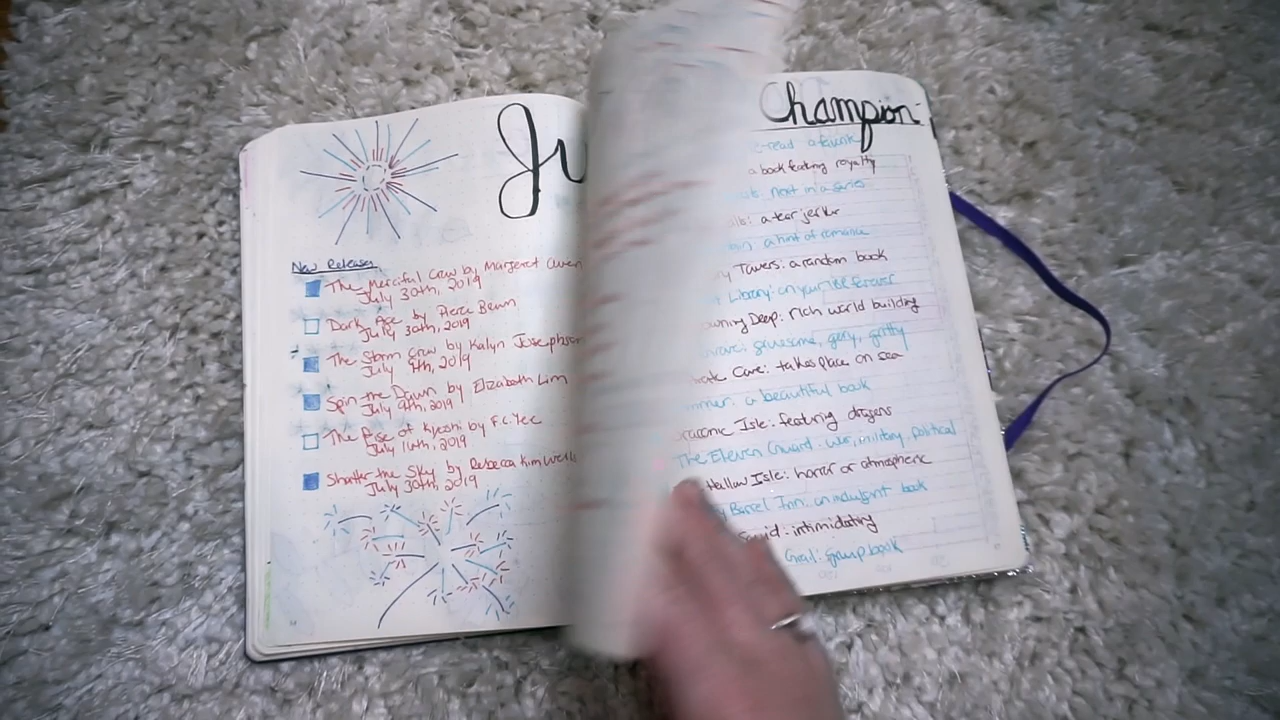 Ju
New Releases
The Merciful Crow by Margaret Owen
July 30th, 2019
Dark Age by Pierce Brown
July 30th, 2019
The Storm Crow by Kalyn Josephson
July 9th, 2019
Spin the Dawn by Elizabeth Lim
July 9th, 2019
The Rise of Kyoshi by F.C. Yee
July 16th, 2019
Shatter the Sky by Rebecca Kim Wells
July 30th, 2019
Champion
a book featuring royalty
next in a series
a tear jerker
a hint of romance
Tavers: a random book
Library: on your tbr forever
Deep: rich world building
gruesome, gory, gritty
Cave: takes place on sea
a beautiful book
Isle: featuring dragons
The Eleven Guard: war, military, political
Hallow Isle: horror or atmospheric
Barrel Inn: an indulgent book
intimidating
Grail: group book